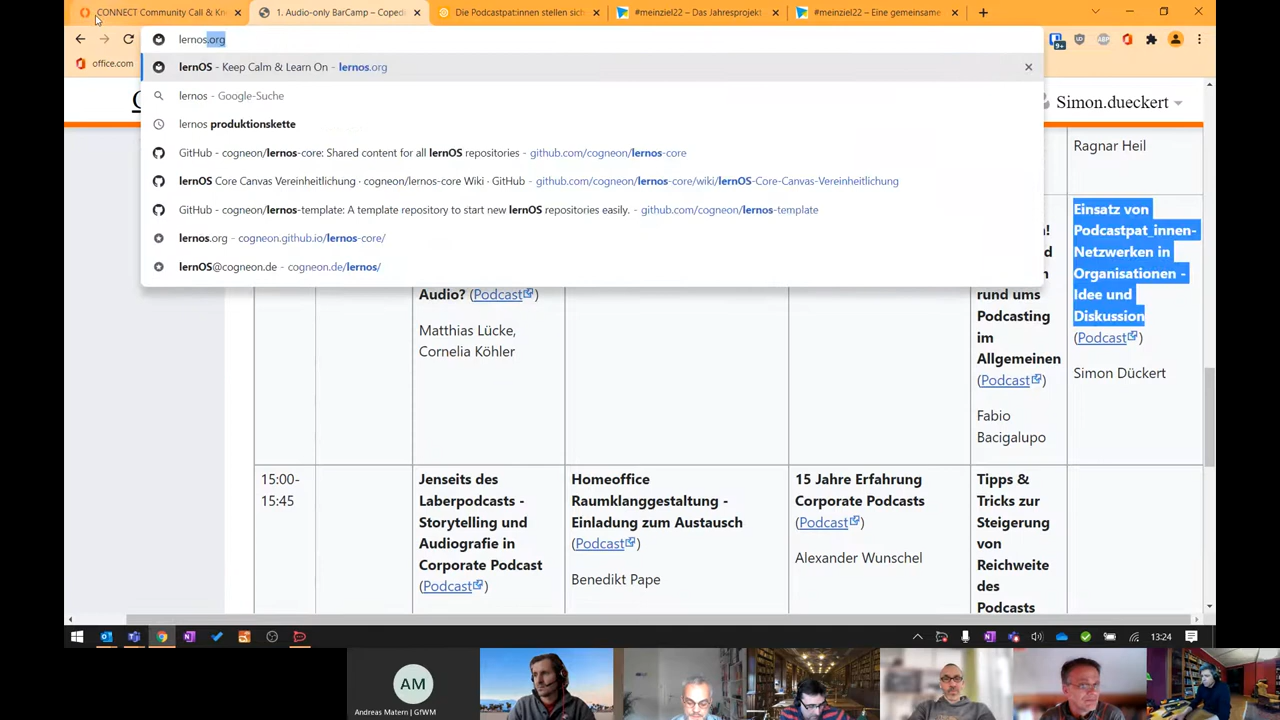 CONNECT Community Call & Kn
1. Audio-only BarCamp – Coped
Die Podcastpat:innen stellen sich
#meinziel22 – Das Jahresprojekt
#meinziel22 – Eine gemeinsame
lernos.org
9+
office.com
lernOS - Keep Calm & Learn On - lernos.org
lernos - Google-Suche
lernos produktionskette
GitHub - cogneon/lernos-core: Shared content for all lernOS repositories - github.com/cogneon/lernos-core
lernOS Core Canvas Vereinheitlichung · cogneon/lernos-core Wiki · GitHub - github.com/cogneon/lernos-core/wiki/lernOS-Core-Canvas-Vereinheitlichung
GitHub - cogneon/lernos-template: A template repository to start new lernOS repositories easily. - github.com/cogneon/lernos-template
lernos.org - cogneon.github.io/lernos-core/
lernOS@cogneon.de - cogneon.de/lernos/
Simon.dueckert
Ragnar Heil
Audio? (Podcast)
Matthias Lücke,
Cornelia Köhler
rund ums
Podcasting
im
Allgemeinen
(Podcast)
Fabio
Bacigalupo
Einsatz von
Podcastpat_innen-
Netzwerken in
Organisationen -
Idee und
Diskussion
(Podcast)
Simon Dückert
15:00-
15:45
Jenseits des
Laberpodcasts -
Storytelling und
Audiografie in
Corporate Podcast
(Podcast)
Homeoffice
Raumklanggestaltung -
Einladung zum Austausch
(Podcast)
Benedikt Pape
15 Jahre Erfahrung
Corporate Podcasts
(Podcast)
Alexander Wunschel
Tipps &
Tricks zur
Steigerung
von
Reichweite
des
Podcasts
13:24
AM
Andreas Matern | GfWM